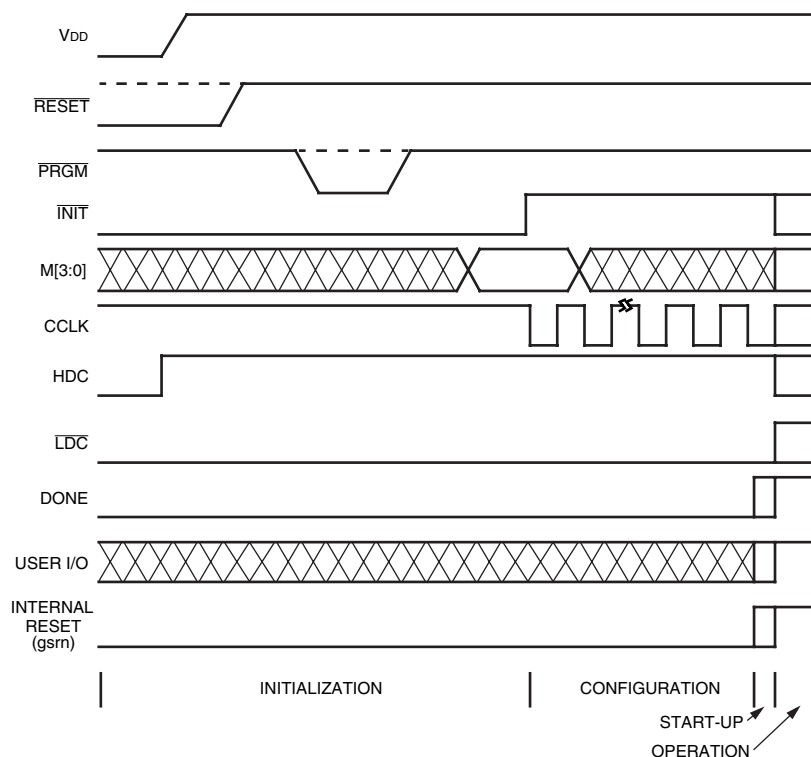 VDD
RESET
PRGM
INIT
M[3:0]
CCLK
HDC
LDC
DONE
USER I/O
INTERNAL
RESET
(gsrn)
INITIALIZATION
CONFIGURATION
START-UP
OPERATION